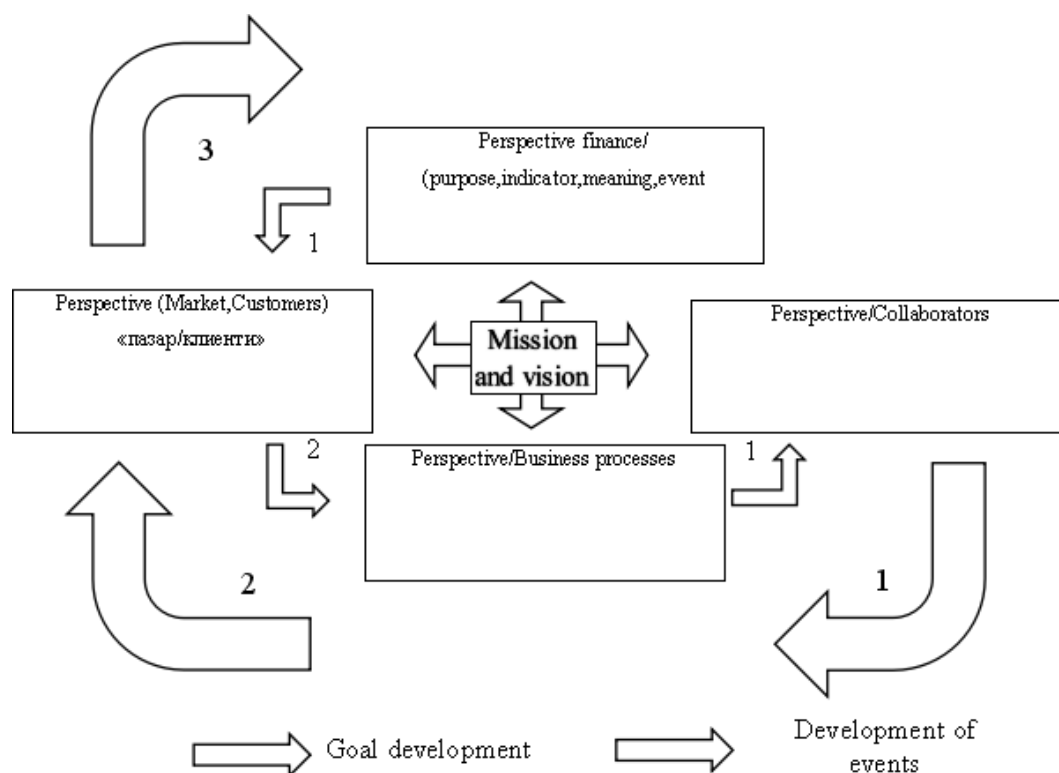 3
Perspective finance/
(purpose,indicator,meaning,event
1
Perspective (Market,Customers)
«пазар/клиенти»
Mission
and vision
Perspective/Collaborators
2
Perspective/Business processes
1
2
1
Goal development
Development of
events